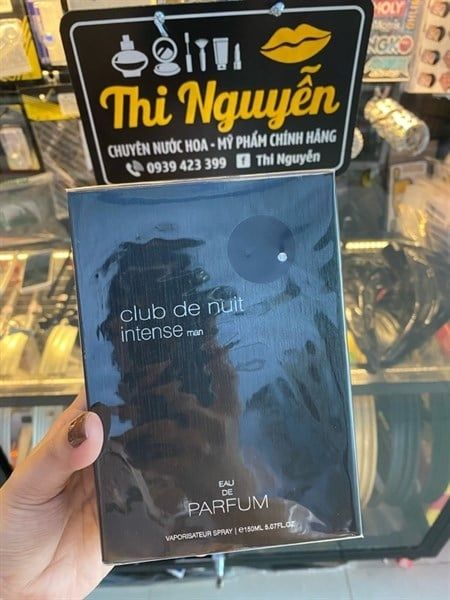 Thi Nguyễn
CHUYÊN NƯỚC HOA - MỸ PHẨM CHÍNH HÃNG
0939 423 399 f Thi Nguyễn
club de nuit
intense man
EAU
DE
PARFUM
VAPORISATEUR SPRAY | ℮150ML 5.07FL.OZ